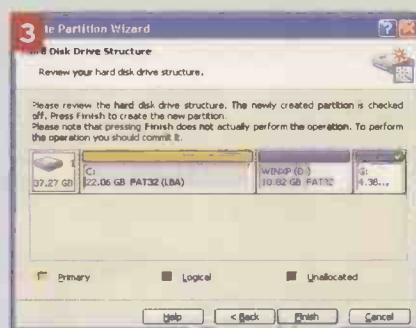 3
te Partition Wizard
d Disk Drive Structure
Review your hard disk drive structure.
Please review the hard disk drive structure. The newly created partition is checked
off. Press Finish to create the new partition.
Please note that pressing Finish does not actually perform the operation. To perform
the operation you should commit it.
1
37.27 GB
C:
22.06 GB FAT32 (LBA)
WINXP (D:)
10.82 GB FAT32
G:
4.38...
Primary
Logical
Unallocated
Help
< Back
Finish
Cancel